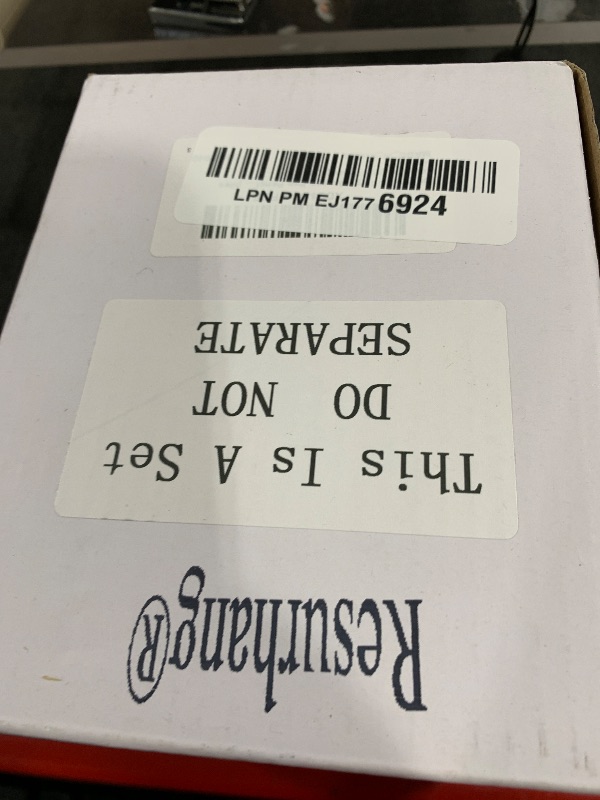 LPN PM EJ177 6924
This Is A Set
DO NOT
SEPARATE
Resurhang®